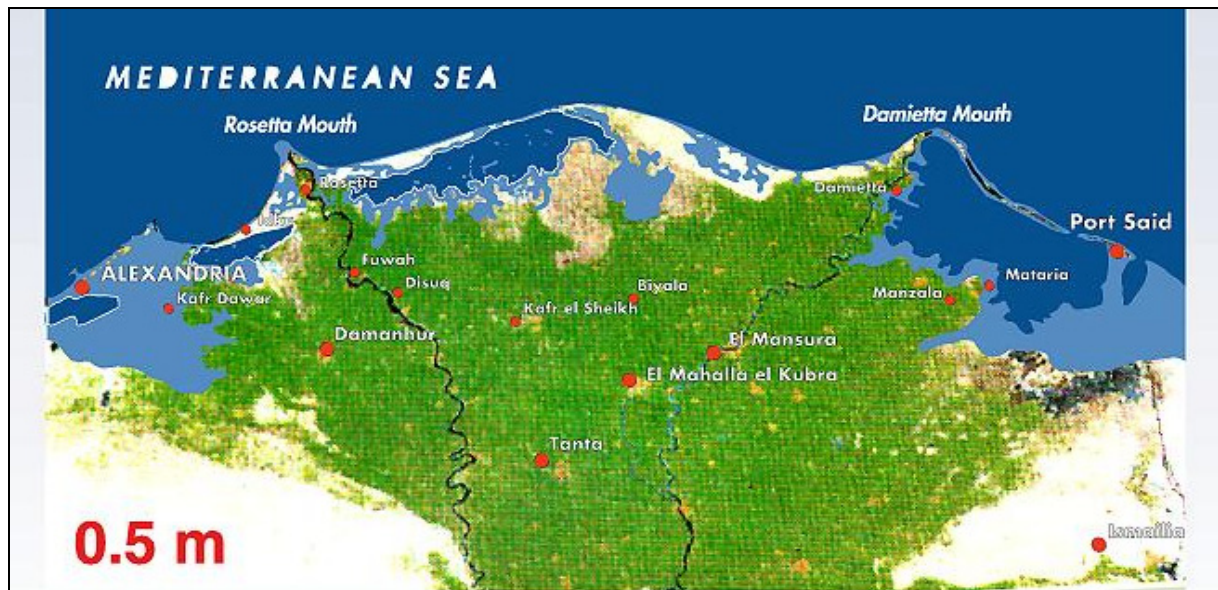 MEDITERRANEAN SEA
Rosetta Mouth
Damietta Mouth
Rosetta
Damietta
Port Said
ALEXANDRIA
Fuwah
Mataria
Kafr Dawar
Disuq
Biyala
Manzala
Kafr el Sheikh
Damanhur
El Mansura
El Mahalla el Kubra
Tanta
0.5 m
Ismailia